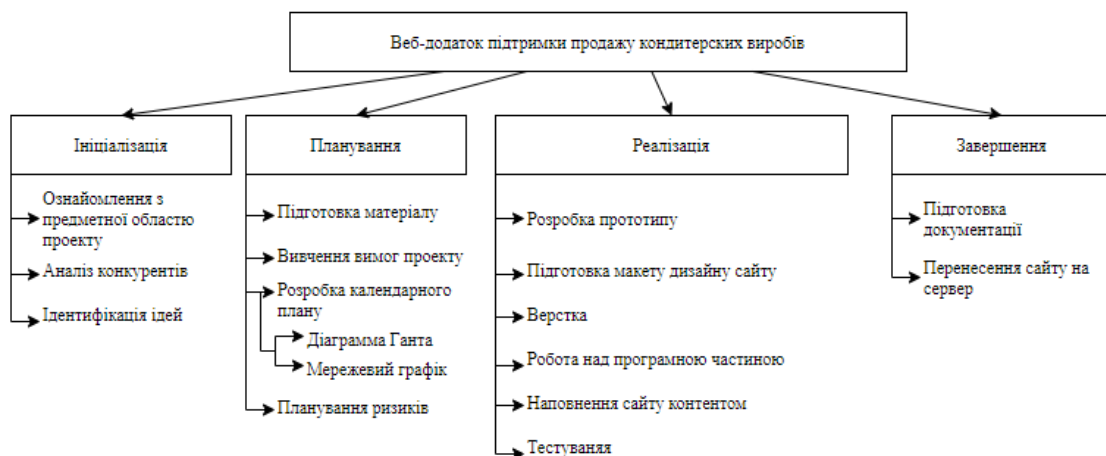 Веб-додаток підтримки продажу кондитерских виробів
Ініціалізація
Ознайомлення з
предметної областю
проекту
Аналіз конкурентів
Ідентифікація ідей
Планування
Підготовка матеріалу
Вивчення вимог проекту
Розробка календарного
плану
Діаграмма Ганта
Мережевий графік
Планування ризиків
Реалізація
Розробка прототипу
Підготовка макету дизайну сайту
Верстка
Робота над програмною частиною
Наповнення сайту контентом
Тестуваняя
Завершення
Підготовка
документації
Перенесення сайту на
сервер